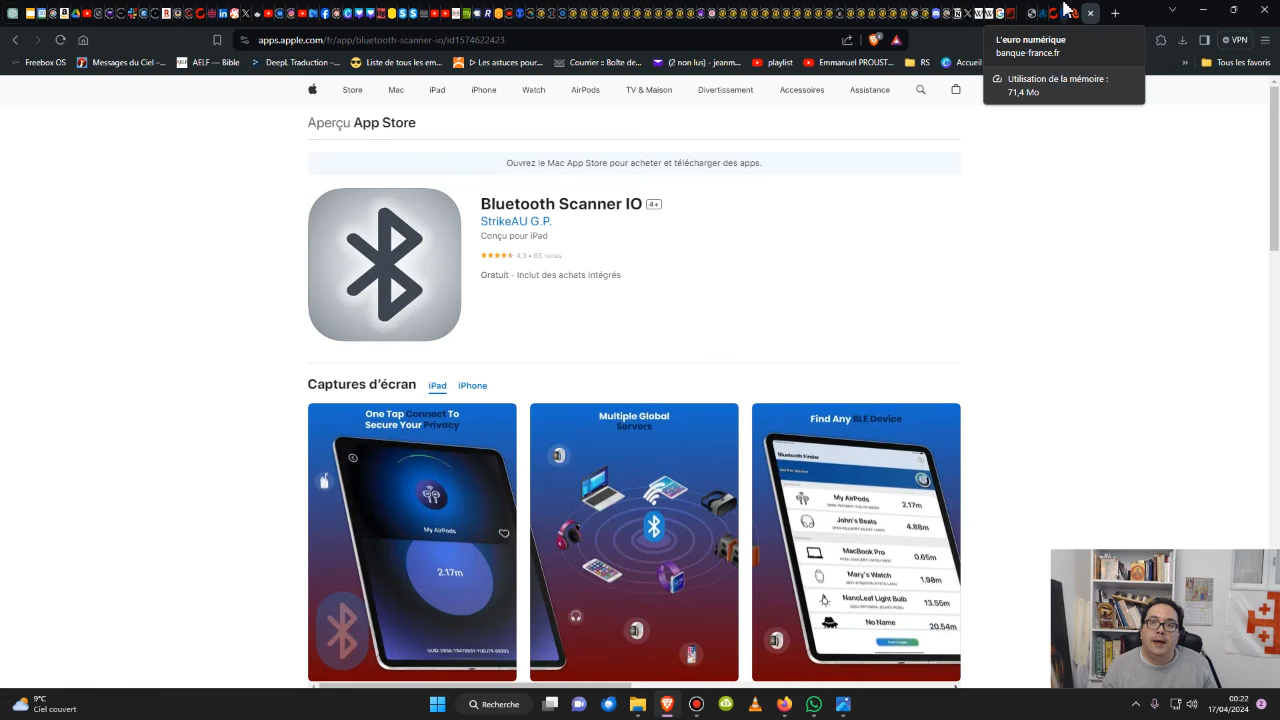 apps.apple.com/fr/app/bluetooth-scanner-io/id1574622423
VPN
L'euro numérique
banque-france.fr
Utilisation de la mémoire :
71,4 Mo
Freebox OS
Messages du Ciel -...
AELF — Bible
DeepL Traduction -...
Liste de tous les em...
▷ Les astuces pour...
Courrier : Boîte de...
(2 non lus) - jeanm...
playlist
Emmanuel PROUST...
RS
»
Tous les favoris
Store
Mac
iPad
iPhone
Watch
AirPods
TV & Maison
Divertissement
Accessoires
Assistance
Aperçu App Store
Ouvrez le Mac App Store pour acheter et télécharger des apps.
Bluetooth Scanner IO 4+
StrikeAU G.P.
Conçu pour iPad
4,3 • 65 notes
Gratuit · Inclut des achats intégrés
Captures d'écran
iPad
iPhone
One Tap Connect To
Secure Your Privacy
My AirPods
2.17m
Multiple Global
Servers
Find Any BLE Device
Bluetooth Finder
My AirPods
2.17m
John's Beats
4.88m
MacBook Pro
0.65m
Mary's Watch
1.98m
NanoLeaf Light Bulb
13.55m
No Name
20.54m
9°C
Ciel couvert
Recherche
00:22
17/04/2024
2